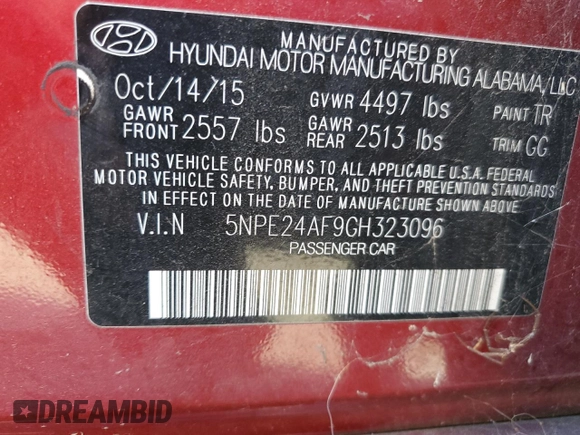 MANUFACTURED BY
HYUNDAI MOTOR MANUFACTURING ALABAMA, LLC
Oct/14/15 GVWR 4497 lbs PAINT TR
GAWR FRONT 2557 lbs GAWR REAR 2513 lbs TRIM GG
THIS VEHICLE CONFORMS TO ALL APPLICABLE U.S.A. FEDERAL
MOTOR VEHICLE SAFETY, BUMPER, AND THEFT PREVENTION STANDARDS
IN EFFECT ON THE DATE OF MANUFACTURE SHOWN ABOVE.
V.I.N 5NPE24AF9GH323096
PASSENGER CAR
DREAMBID